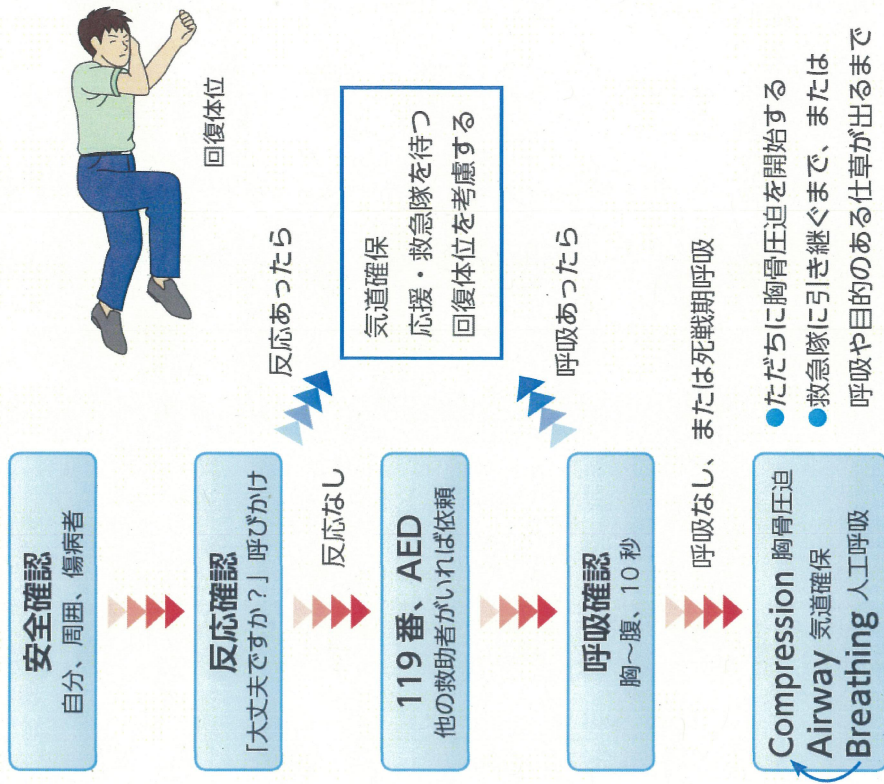 安全確認
自分、周囲、傷病者
反応確認
「大丈夫ですか？」呼びかけ
反応なし
反応あったら
119番、AED
他の救助者がいれば依頼
呼吸確認
胸～腹、10秒
呼吸あったら
気道確保
応援・救急隊を待つ
回復体位を考慮する
回復体位
呼吸なし、または死戦期呼吸
Compression 胸骨圧迫
Airway 気道確保
Breathing 人工呼吸
●ただちに胸骨圧迫を開始する
●救急隊に引き継ぐまで、または
呼吸や目的のある仕草が出るまで